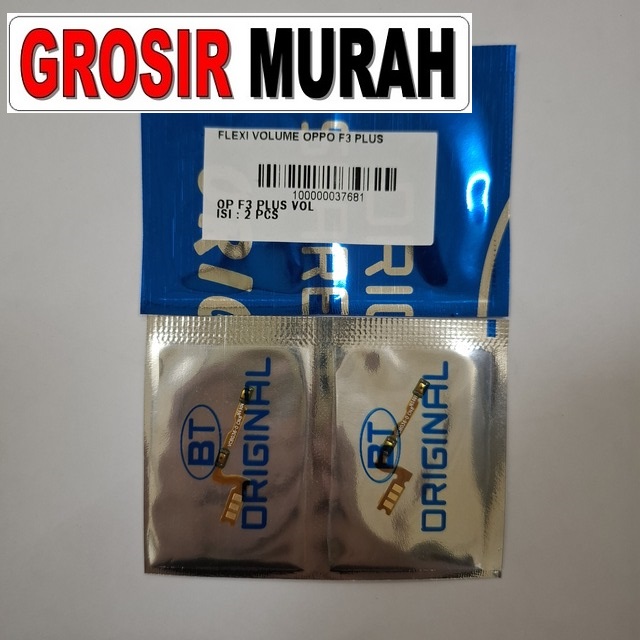 GROSIR MURAH
FLEXI VOLUME OPPO F3 PLUS
100000037681
OP F3 PLUS VOL
ISI : 2 PCS
BT
ORIGINAL
BT
ORIGINAL